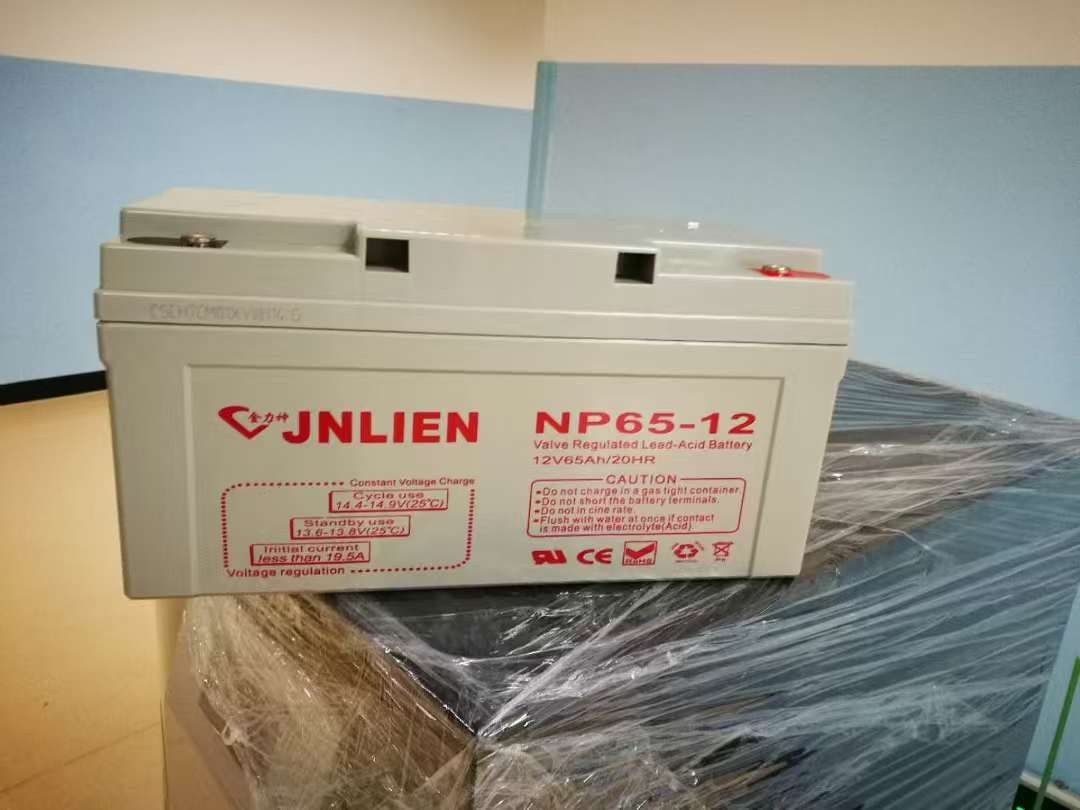 金力神 JNLIEN
NP65-12
Valve Regulated Lead-Acid Battery
12V65Ah/20HR
Constant Voltage Charge
Cycle use
14.4-14.9V(25℃)
Standby use
13.6-13.8V(25℃)
Iritital current
less than 19.5A
Voltage regulation
CAUTION
•Do not charge in a gas tight container.
•Do not short the battery terminals.
•Do not in cine rate.
•Flush with water at once if contact
is made with electrolyte(Acid).
CE
RoHS
Pb